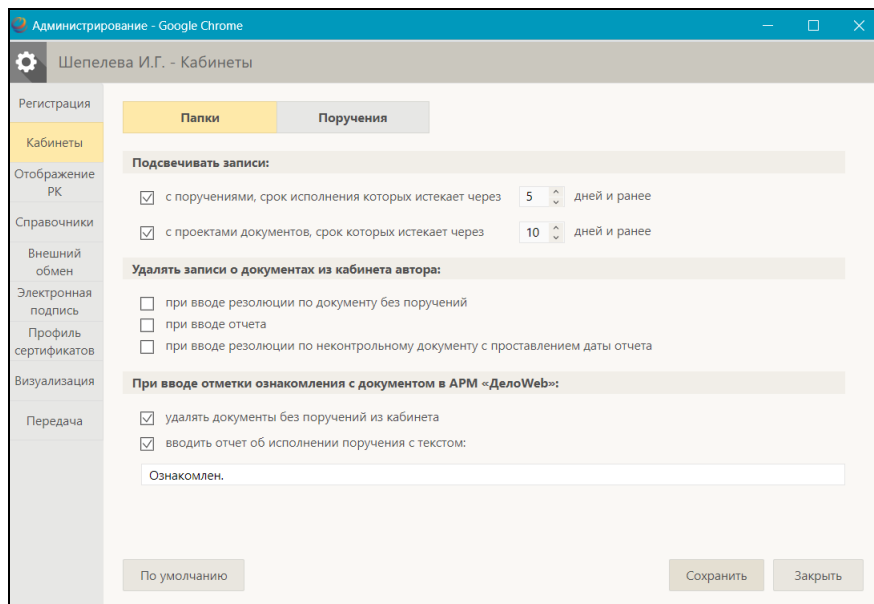 Администрирование - Google Chrome
Шепелева И.Г. - Кабинеты
Регистрация
Кабинеты
Отображение
РК
Справочники
Внешний
обмен
Электронная
подпись
Профиль
сертификатов
Визуализация
Передача
Папки Поручения
Подсвечивать записи:
с поручениями, срок исполнения которых истекает через 5 дней и ранее
с проектами документов, срок которых истекает через 10 дней и ранее
Удалять записи о документах из кабинета автора:
при вводе резолюции по документу без поручений
при вводе отчета
при вводе резолюции по неконтрольному документу с проставлением даты отчета
При вводе отметки ознакомления с документом в АРМ «ДелоWeb»:
удалять документы без поручений из кабинета
вводить отчет об исполнении поручения с текстом:
Ознакомлен.
По умолчанию Сохранить Закрыть